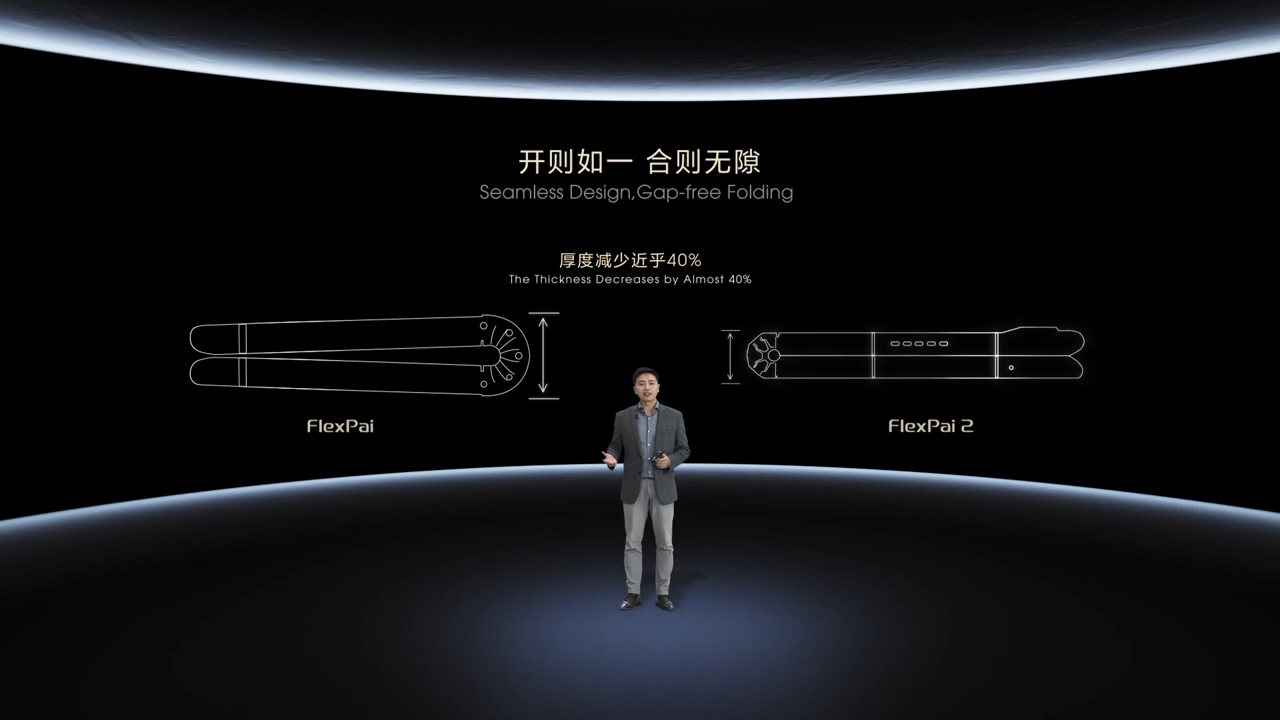 开则如一 合则无隙
Seamless Design,Gap-free Folding
厚度减少近乎40%
The Thickness Decreases by Almost 40%
FlexPai
FlexPai 2